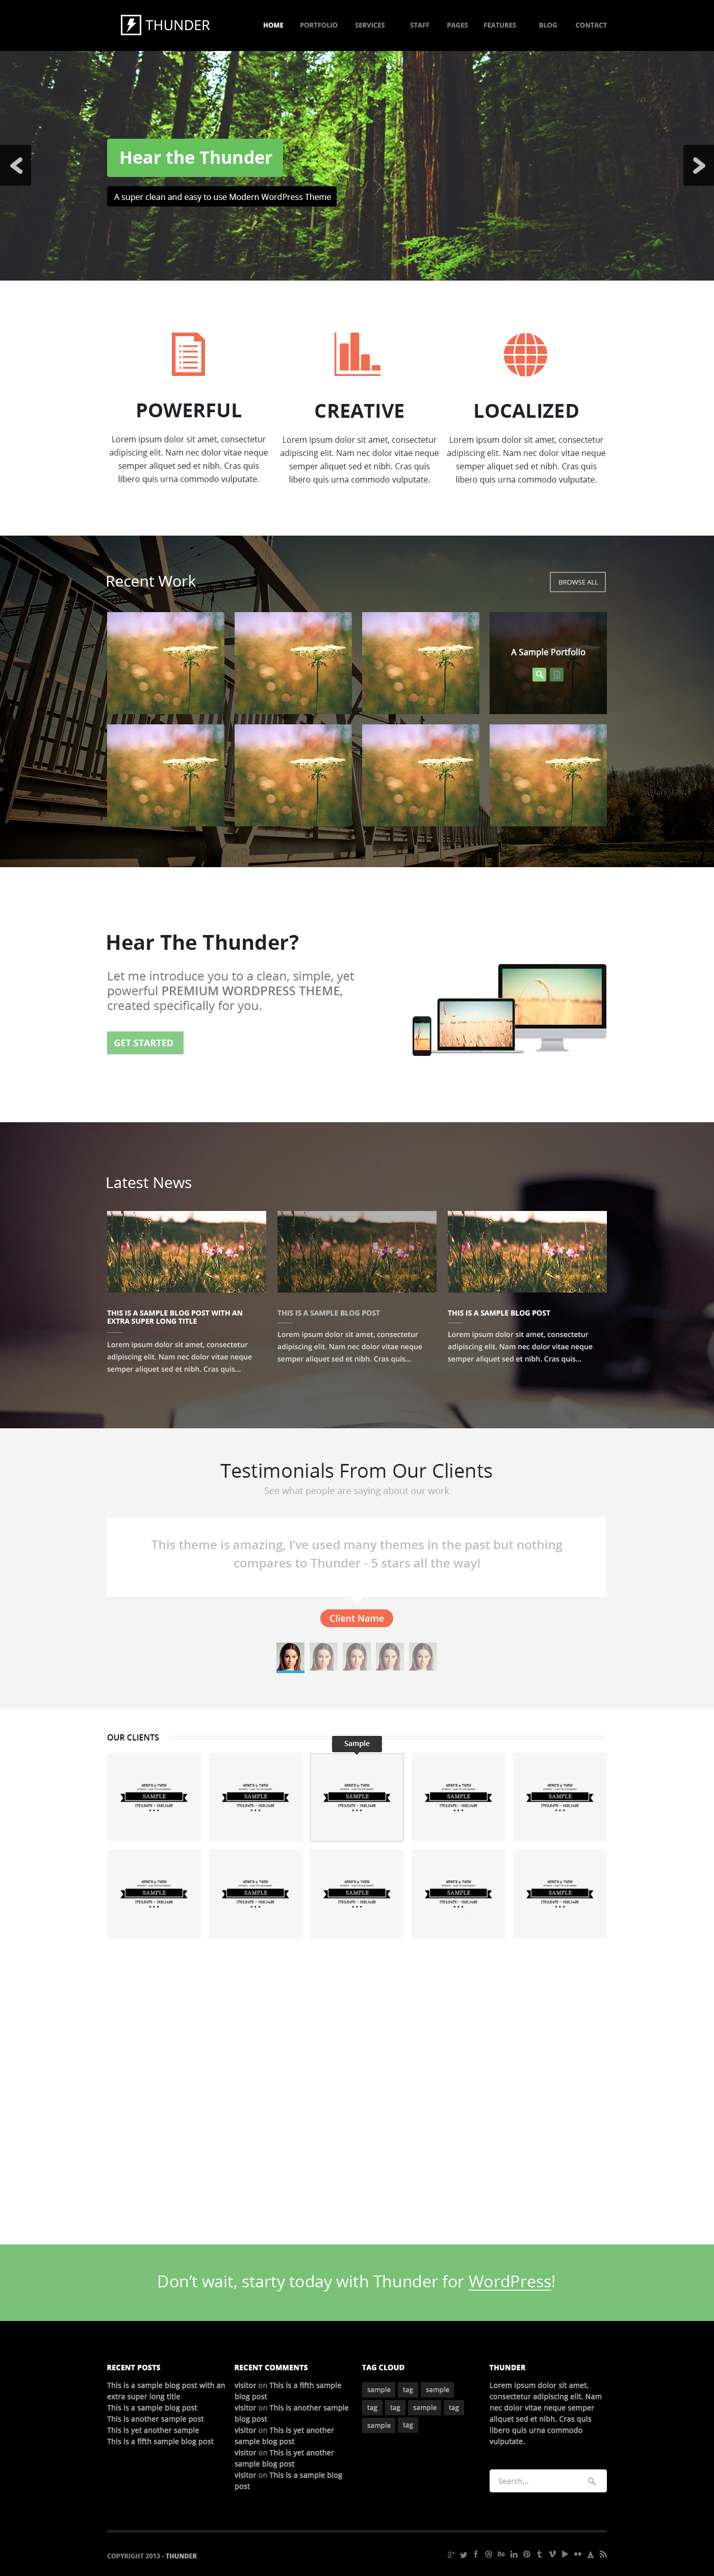 THUNDER
HOME PORTFOLIO SERVICES STAFF PAGES FEATURES BLOG CONTACT
Hear the Thunder
A super clean and easy to use Modern WordPress Theme
POWERFUL
Lorem ipsum dolor sit amet, consectetur
adipiscing elit. Nam nec dolor vitae neque
semper aliquet sed et nibh. Cras quis
libero quis urna commodo vulputate.
CREATIVE
Lorem ipsum dolor sit amet, consectetur
adipiscing elit. Nam nec dolor vitae neque
semper aliquet sed et nibh. Cras quis
libero quis urna commodo vulputate.
LOCALIZED
Lorem ipsum dolor sit amet, consectetur
adipiscing elit. Nam nec dolor vitae neque
semper aliquet sed et nibh. Cras quis
libero quis urna commodo vulputate.
Recent Work
BROWSE ALL
A Sample Portfolio
Hear The Thunder?
Let me introduce you to a clean, simple, yet
powerful PREMIUM WORDPRESS THEME,
created specifically for you.
GET STARTED
Latest News
THIS IS A SAMPLE BLOG POST WITH AN
EXTRA SUPER LONG TITLE
Lorem ipsum dolor sit amet, consectetur
adipiscing elit. Nam nec dolor vitae neque
semper aliquet sed et nibh. Cras quis...
THIS IS A SAMPLE BLOG POST
Lorem ipsum dolor sit amet, consectetur
adipiscing elit. Nam nec dolor vitae neque
semper aliquet sed et nibh. Cras quis...
THIS IS A SAMPLE BLOG POST
Lorem ipsum dolor sit amet, consectetur
adipiscing elit. Nam nec dolor vitae neque
semper aliquet sed et nibh. Cras quis...
Testimonials From Our Clients
See what people are saying about our work
This theme is amazing, I've used many themes in the past but nothing
compares to Thunder - 5 stars all the way!
Client Name
OUR CLIENTS
Sample
SAMPLE
SAMPLE
SAMPLE
SAMPLE
SAMPLE
SAMPLE
SAMPLE
SAMPLE
SAMPLE
SAMPLE
Don't wait, starty today with Thunder for WordPress!
RECENT POSTS
This is a sample blog post with an
extra super long title
This is a sample blog post
This is another sample post
This is yet another sample
This is a fifth sample blog post
RECENT COMMENTS
visitor on This is a fifth sample
blog post
visitor on This is another sample
blog post
visitor on This is yet another
sample blog post
visitor on This is yet another
sample blog post
visitor on This is a sample blog
post
TAG CLOUD
sample tag sample
tag tag sample tag
sample tag
THUNDER
Lorem ipsum dolor sit amet,
consectetur adipiscing elit. Nam
nec dolor vitae neque semper
aliquet sed et nibh. Cras quis
libero quis urna commodo
vulputate.
Search...
COPYRIGHT 2013 - THUNDER